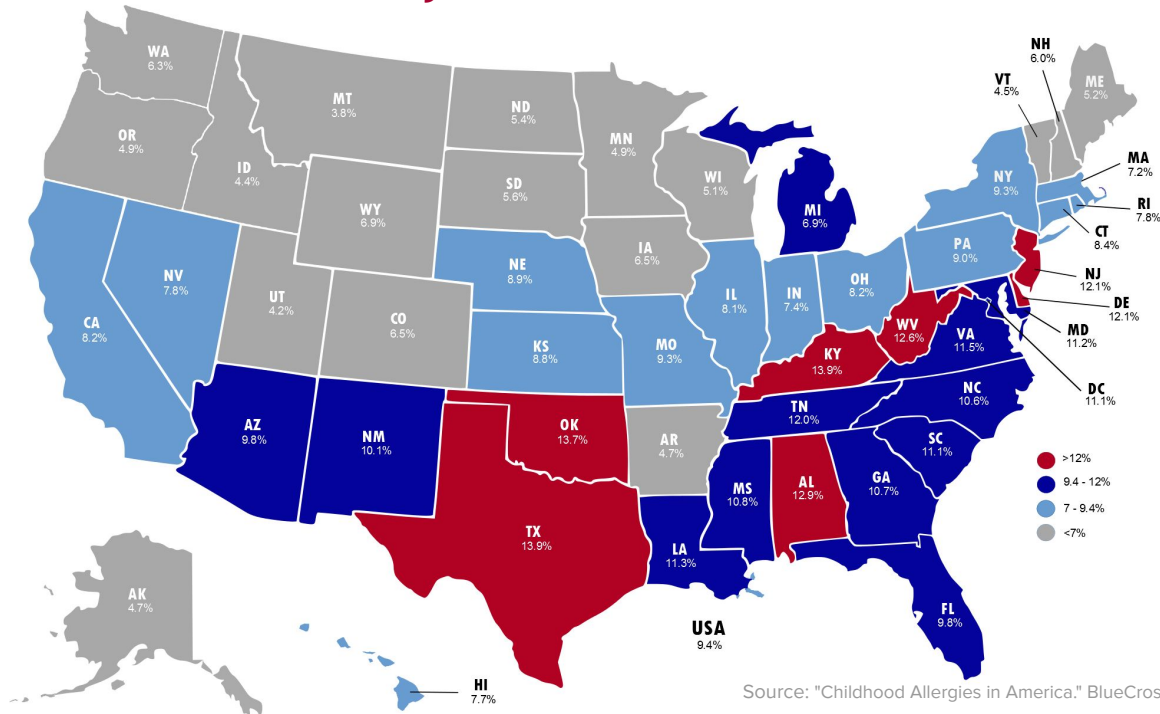 WA
6.3%
OR
4.9%
ID
4.4%
MT
3.8%
ND
5.4%
MN
4.9%
SD
5.6%
WI
5.1%
WY
6.9%
IA
6.5%
NE
8.9%
MI
6.9%
NH
6.0%
VT
4.5%
ME
5.2%
MA
7.2%
NY
9.3%
RI
7.8%
CT
8.4%
PA
9.0%
NJ
12.1%
DE
12.1%
MD
11.2%
DC
11.1%
CA
8.2%
NV
7.8%
UT
4.2%
CO
6.5%
KS
8.8%
MO
9.3%
IL
8.1%
IN
7.4%
OH
8.2%
WV
12.6%
VA
11.5%
KY
13.9%
NC
10.6%
TN
12.0%
SC
11.1%
AZ
9.8%
NM
10.1%
OK
13.7%
AR
4.7%
MS
10.8%
AL
12.9%
GA
10.7%
TX
13.9%
LA
11.3%
FL
9.8%
AK
4.7%
HI
7.7%
USA
9.4%
>12%
9.4 - 12%
7 - 9.4%
<7%
Source: "Childhood Allergies in America." BlueCros